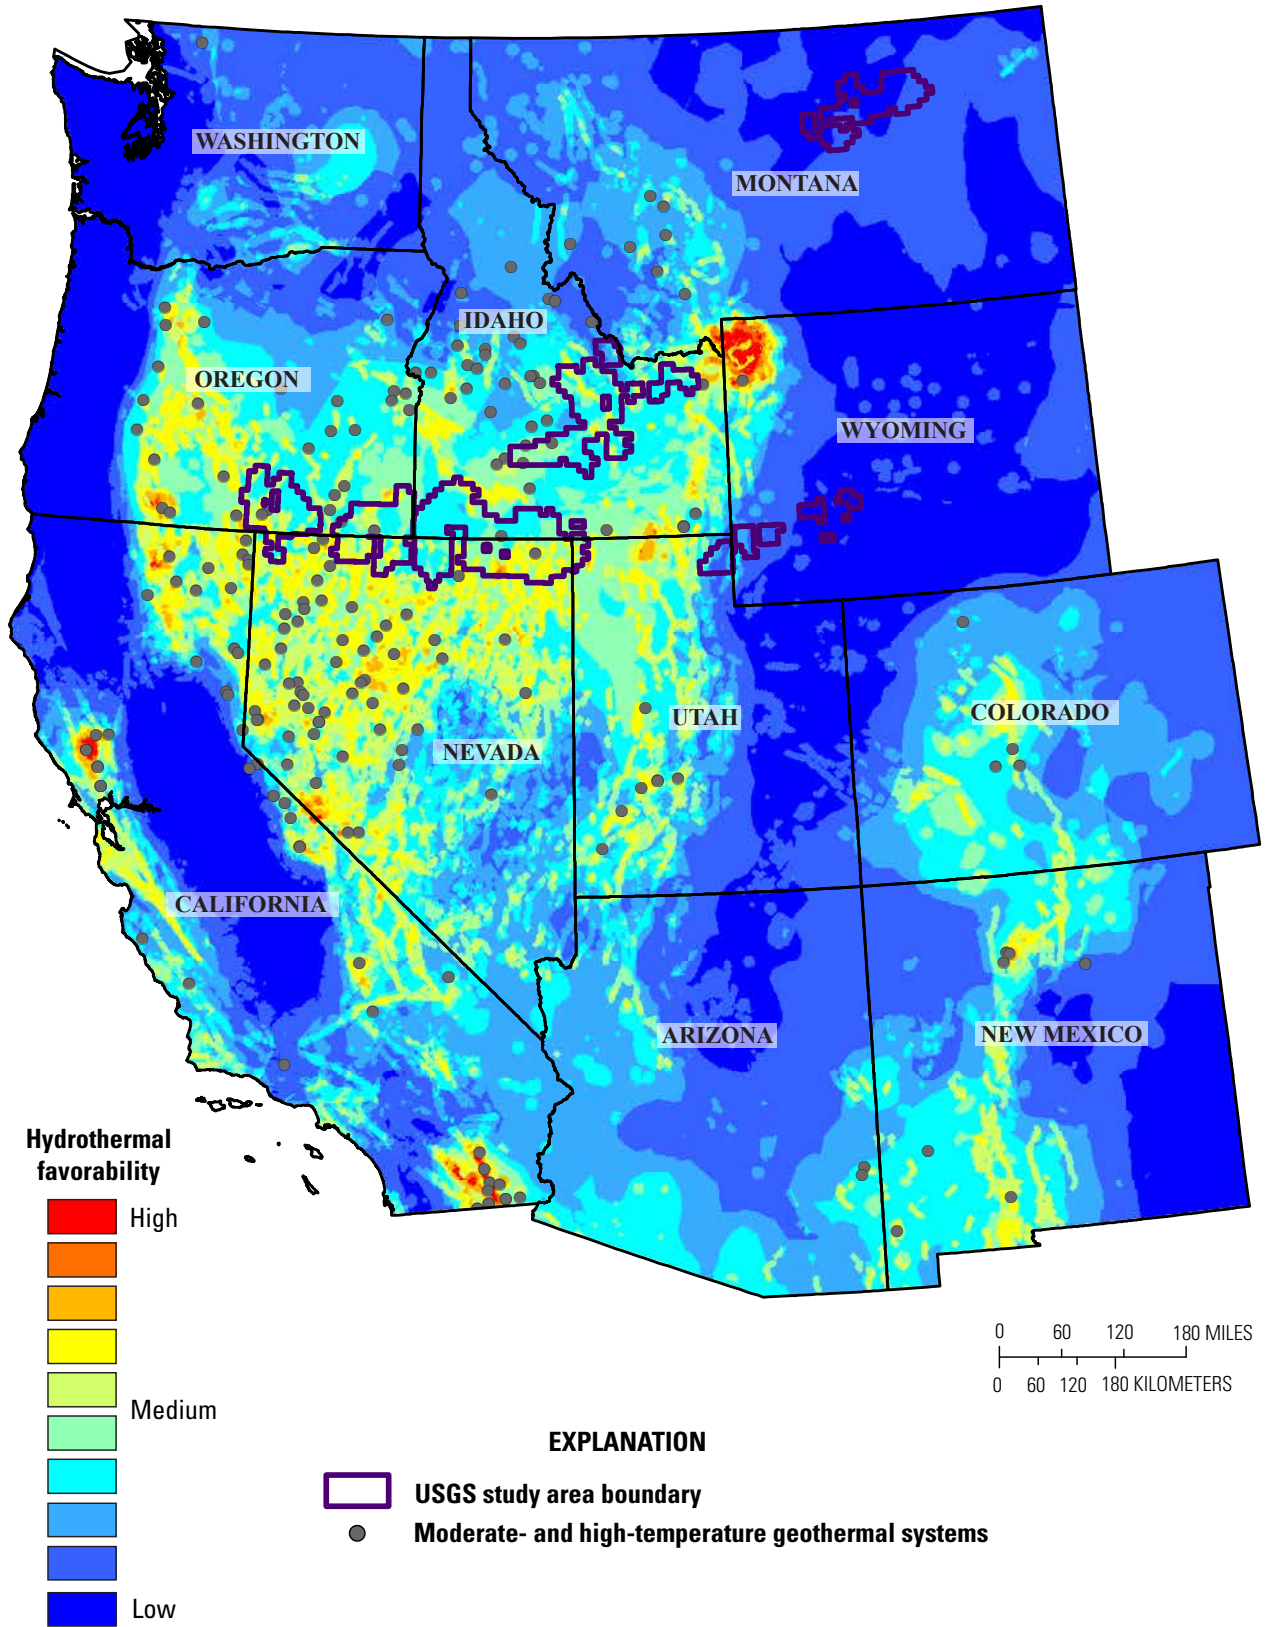 WASHINGTON
MONTANA
IDAHO
OREGON
WYOMING
UTAH
COLORADO
NEVADA
CALIFORNIA
ARIZONA
NEW MEXICO
Hydrothermal
favorability
High
Medium
Low
0 60 120 180 MILES
0 60 120 180 KILOMETERS
EXPLANATION
USGS study area boundary
Moderate- and high-temperature geothermal systems